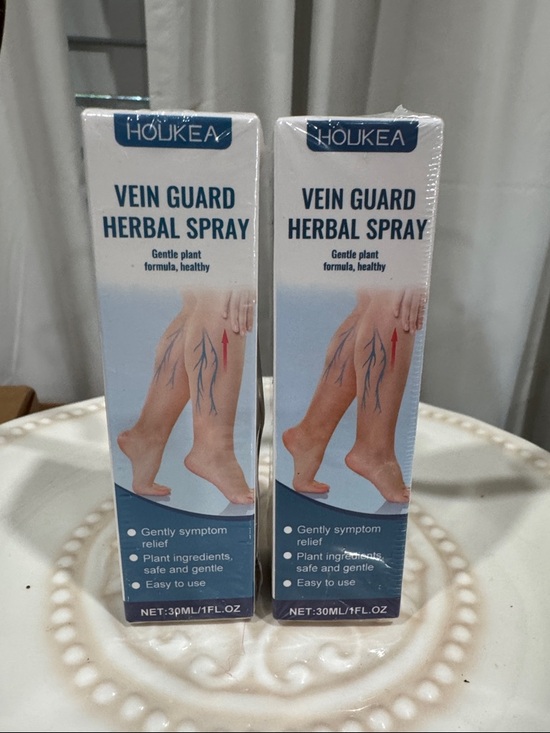 HOUKEA
VEIN GUARD
HERBAL SPRAY
Gentle plant
formula, healthy
Gently symptom
relief
Plant ingredients,
safe and gentle
Easy to use
NET:30ML/1FL.OZ
HOUKEA
VEIN GUARD
HERBAL SPRAY
Gentle plant
formula, healthy
Gently symptom
relief
Plant ingredients,
safe and gentle
Easy to use
NET:30ML/1FL.OZ